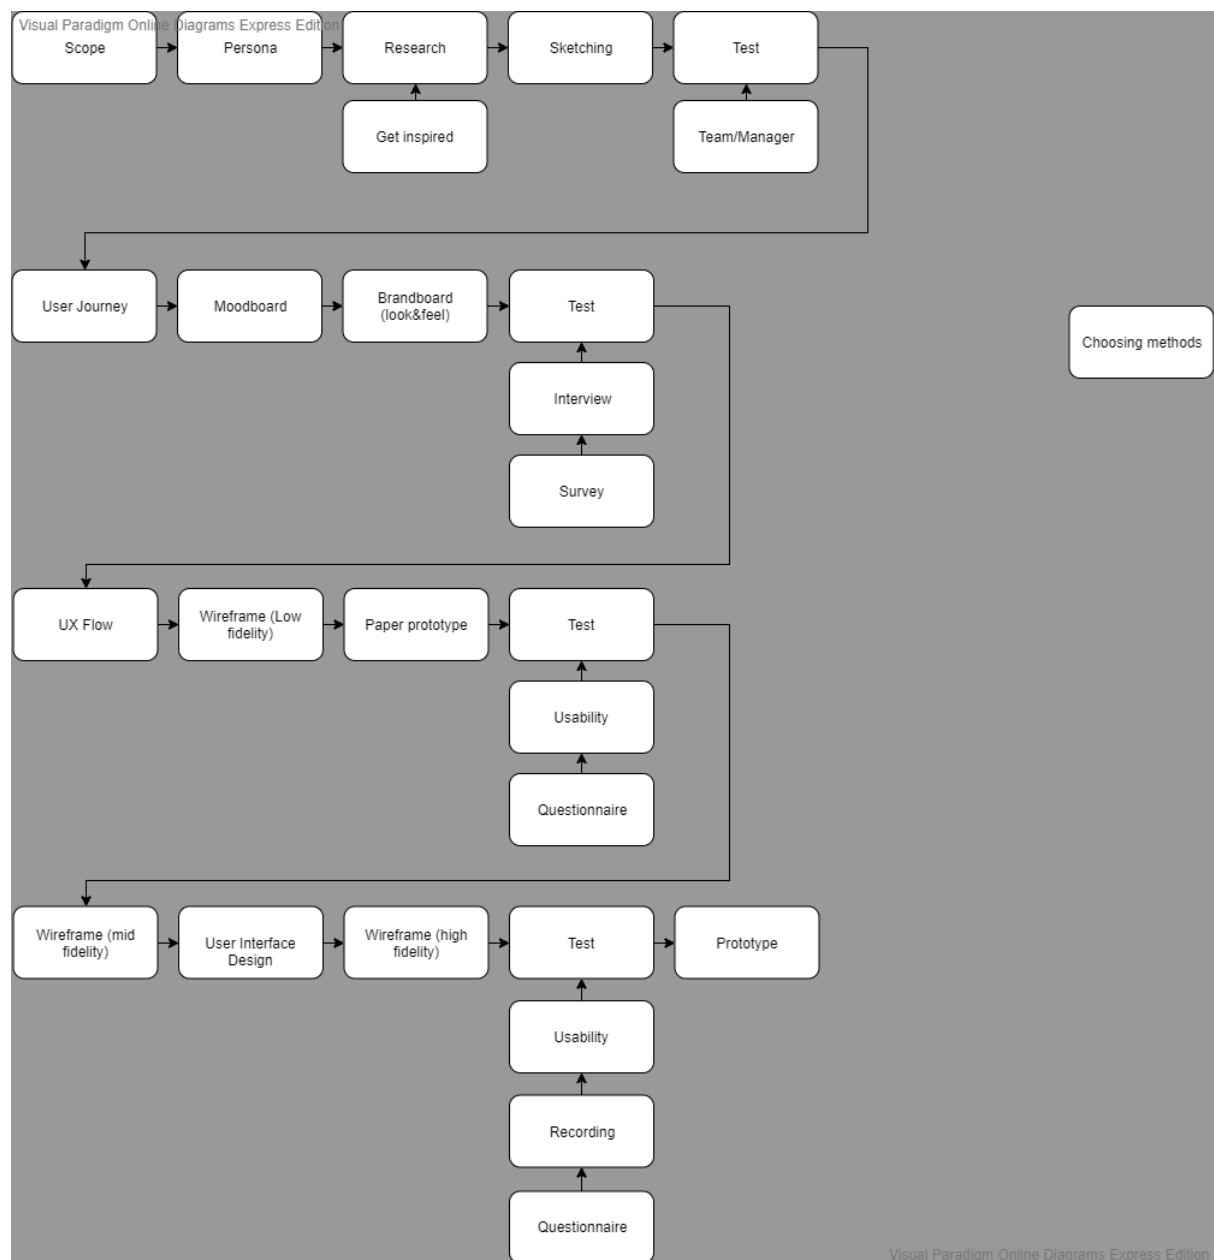 Visual Paradigm Online Diagrams Express Edition
Scope
Persona
Research
Sketching
Test
Get inspired
Team/Manager
User Journey
Moodboard
Brandboard
(look&feel)
Test
Choosing methods
Interview
Survey
UX Flow
Wireframe (Low
fidelity)
Paper prototype
Test
Usability
Questionnaire
Wireframe (mid
fidelity)
User Interface
Design
Wireframe (high
fidelity)
Test
Prototype
Usability
Recording
Questionnaire
Visual Paradigm Online Diagrams Express Edition